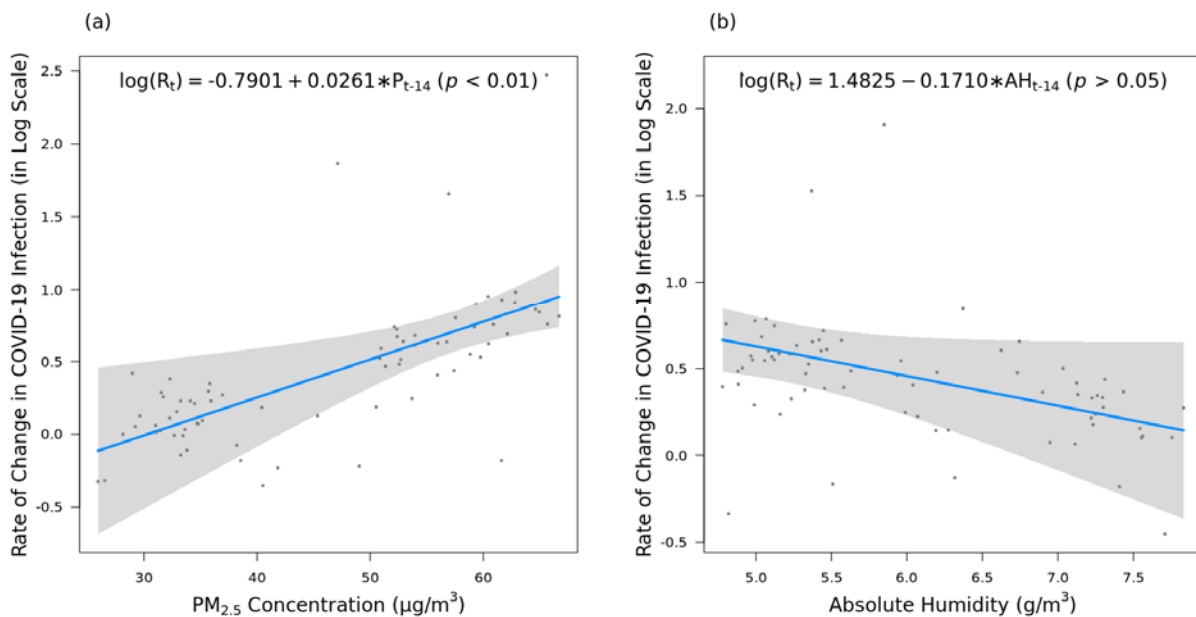 (a)
log(Rₜ) = -0.7901 + 0.0261∗Pₜ₋₁₄ (p < 0.01)
Rate of Change in COVID-19 Infection (in Log Scale)
2.5
2.0
1.5
1.0
0.5
0.0
-0.5
30 40 50 60
PM₂.₅ Concentration (μg/m³)
(b)
log(Rₜ) = 1.4825 − 0.1710∗AHₜ₋₁₄ (p > 0.05)
Rate of Change in COVID-19 Infection (in Log Scale)
2.0
1.5
1.0
0.5
0.0
-0.5
5.0 5.5 6.0 6.5 7.0 7.5
Absolute Humidity (g/m³)